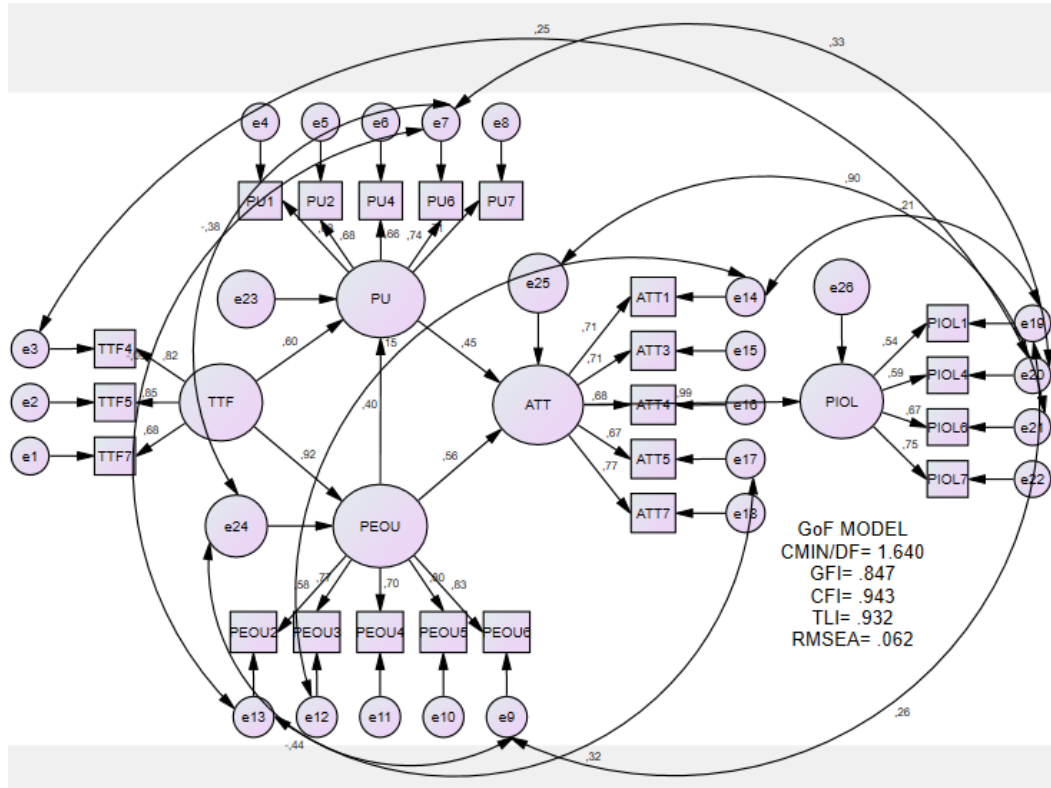 ,25
,33
e4
e5
e6
e7
e8
,90
,21
-,38
PU1
PU2
PU4
PU6
PU7
,68
,66
,74
e23
PU
e25
ATT1
e14
e26
e19
PIOL1
e3
TTF4
,82
,60
,15
,45
,71
,54
ATT3
e15
,71
,59
PIOL4
e20
e2
TTF5
,85
TTF
,40
ATT
,68
ATT4
,99
e16
PIOL
,67
PIOL6
e21
e1
TTF7
,68
,92
,56
,67
ATT5
e17
,75
PIOL7
e22
,77
ATT7
e18
e24
PEOU
GoF MODEL
CMIN/DF= 1.640
GFI= .847
CFI= .943
TLI= .932
RMSEA= .062
,58
,77
,70
,80
,83
PEOU2
PEOU3
PEOU4
PEOU5
PEOU6
e13
e12
e11
e10
e9
-,44
,32
,26